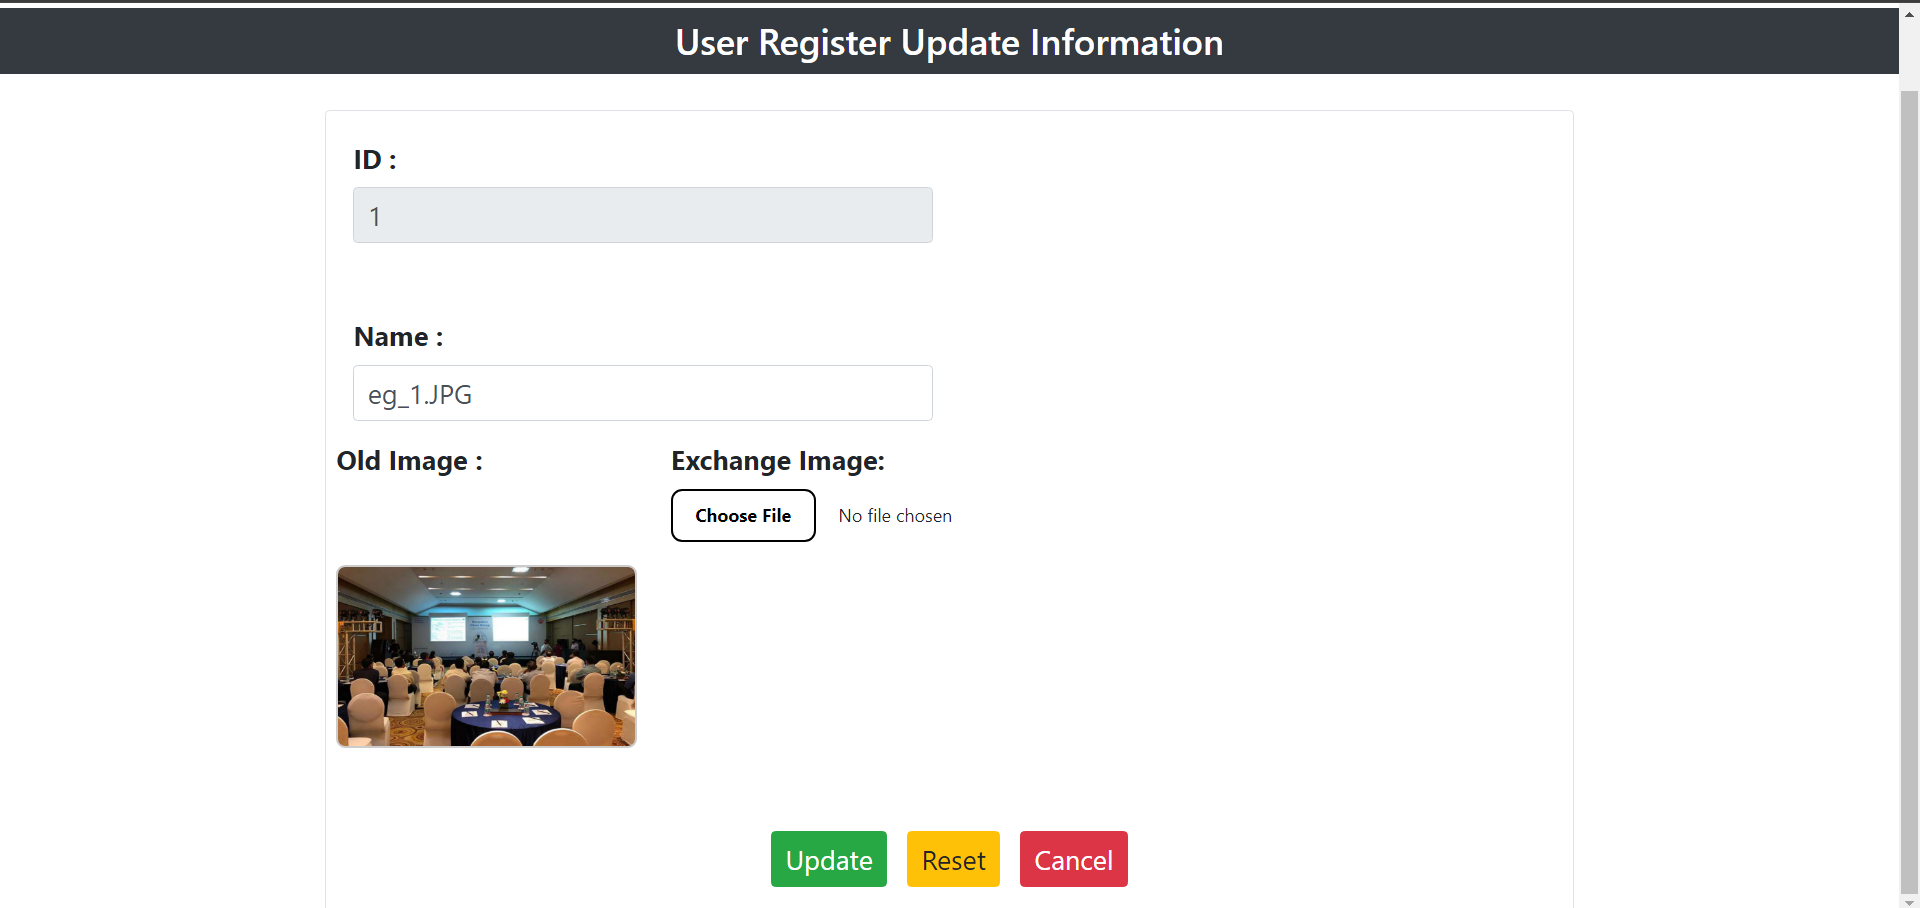 User Register Update Information
ID :
1
Name :
eg_1.JPG
Old Image :
Exchange Image:
Choose File
No file chosen
Update
Reset
Cancel